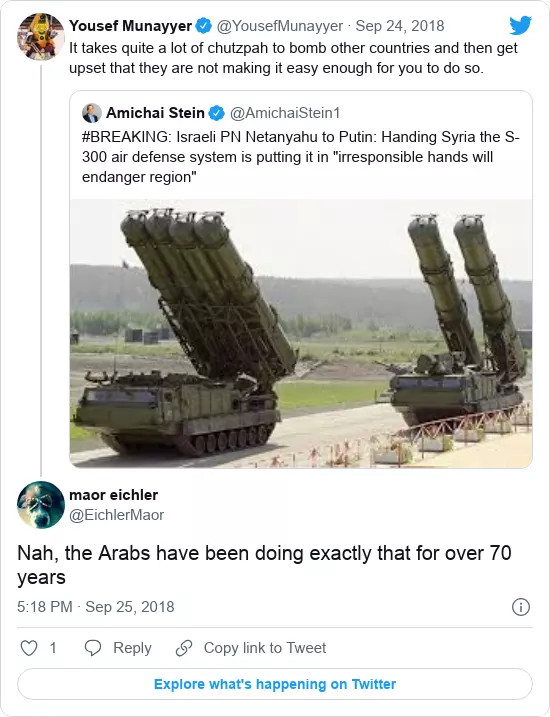 Yousef Munayyer @YousefMunayyer · Sep 24, 2018
It takes quite a lot of chutzpah to bomb other countries and then get
upset that they are not making it easy enough for you to do so.
Amichai Stein @AmichaiStein1
#BREAKING: Israeli PN Netanyahu to Putin: Handing Syria the S-
300 air defense system is putting it in "irresponsible hands will
endanger region"
maor eichler
@EichlerMaor
Nah, the Arabs have been doing exactly that for over 70
years
5:18 PM · Sep 25, 2018
1 Reply Copy link to Tweet
Explore what's happening on Twitter